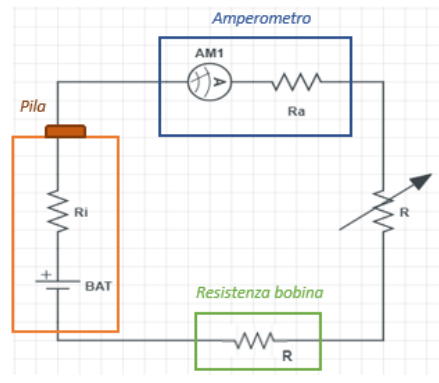 Amperometro
AM1
A
Ra
Pila
Ri
R
+
BAT
Resistenza bobina
R